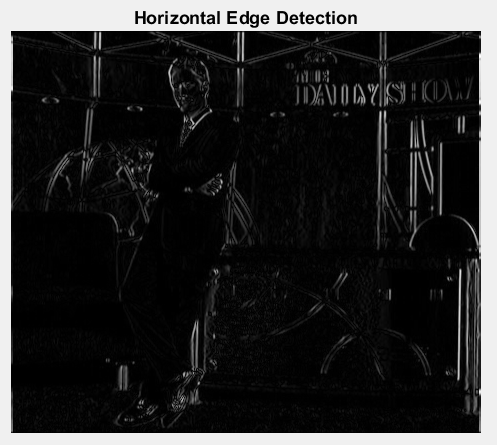 Horizontal Edge Detection
THE
DAILY SHOW